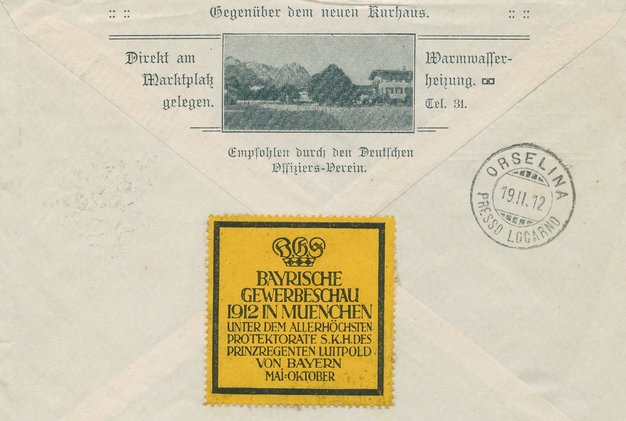 Gegenüber dem neuen Kurhaus.
Direkt am
Marktplatz
gelegen.
Warmwasser-
heizung.
Tel. 31.
Empfohlen durch den Deutschen
Offiziers-Verein.
ORSELINA
19.II.12
PRESSO LOCARNO
BGS
BAYRISCHE
GEWERBESCHAU
1912 IN MUENCHEN
UNTER DEM ALLERHÖCHSTEN
PROTEKTORATE S.K.H.DES
PRINZREGENTEN LUITPOLD
VON BAYERN
MAI·OKTOBER